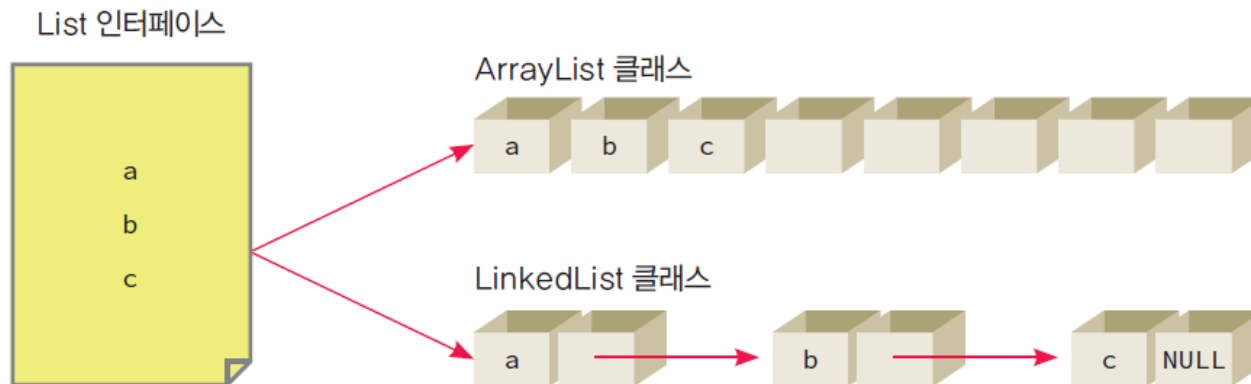 List 인터페이스
a
b
c
ArrayList 클래스
a b c
LinkedList 클래스
a b c NULL